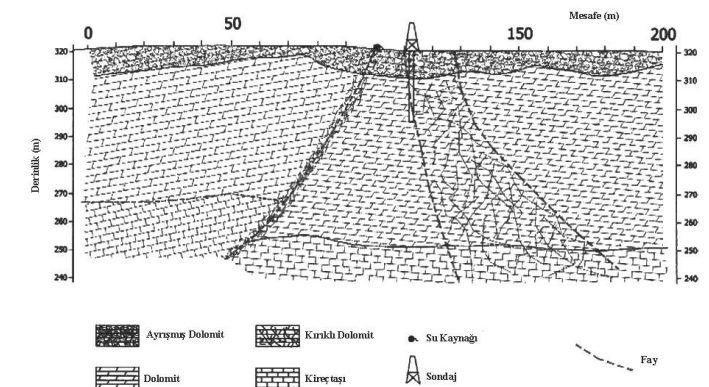 Mesafe (m)
0 50 150 200
320 320
310 310
300 300
290 290
280 280
270 270
260 260
250 250
240 240
Derinlik (m)
Ayrışmış Dolomit
Kırıklı Dolomit
Su Kaynağı
Fay
Dolomit
Kireçtaşı
Sondaj